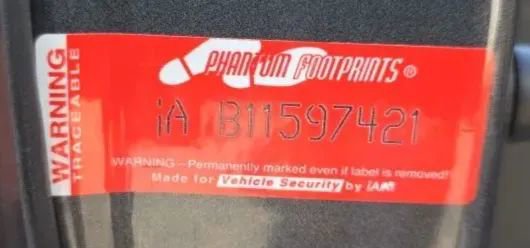 WARNING
TRACEABLE
PHANTOM FOOTPRINTS®
iA B11597421
WARNING – Permanently marked even if label is removed!
Made for Vehicle Security by